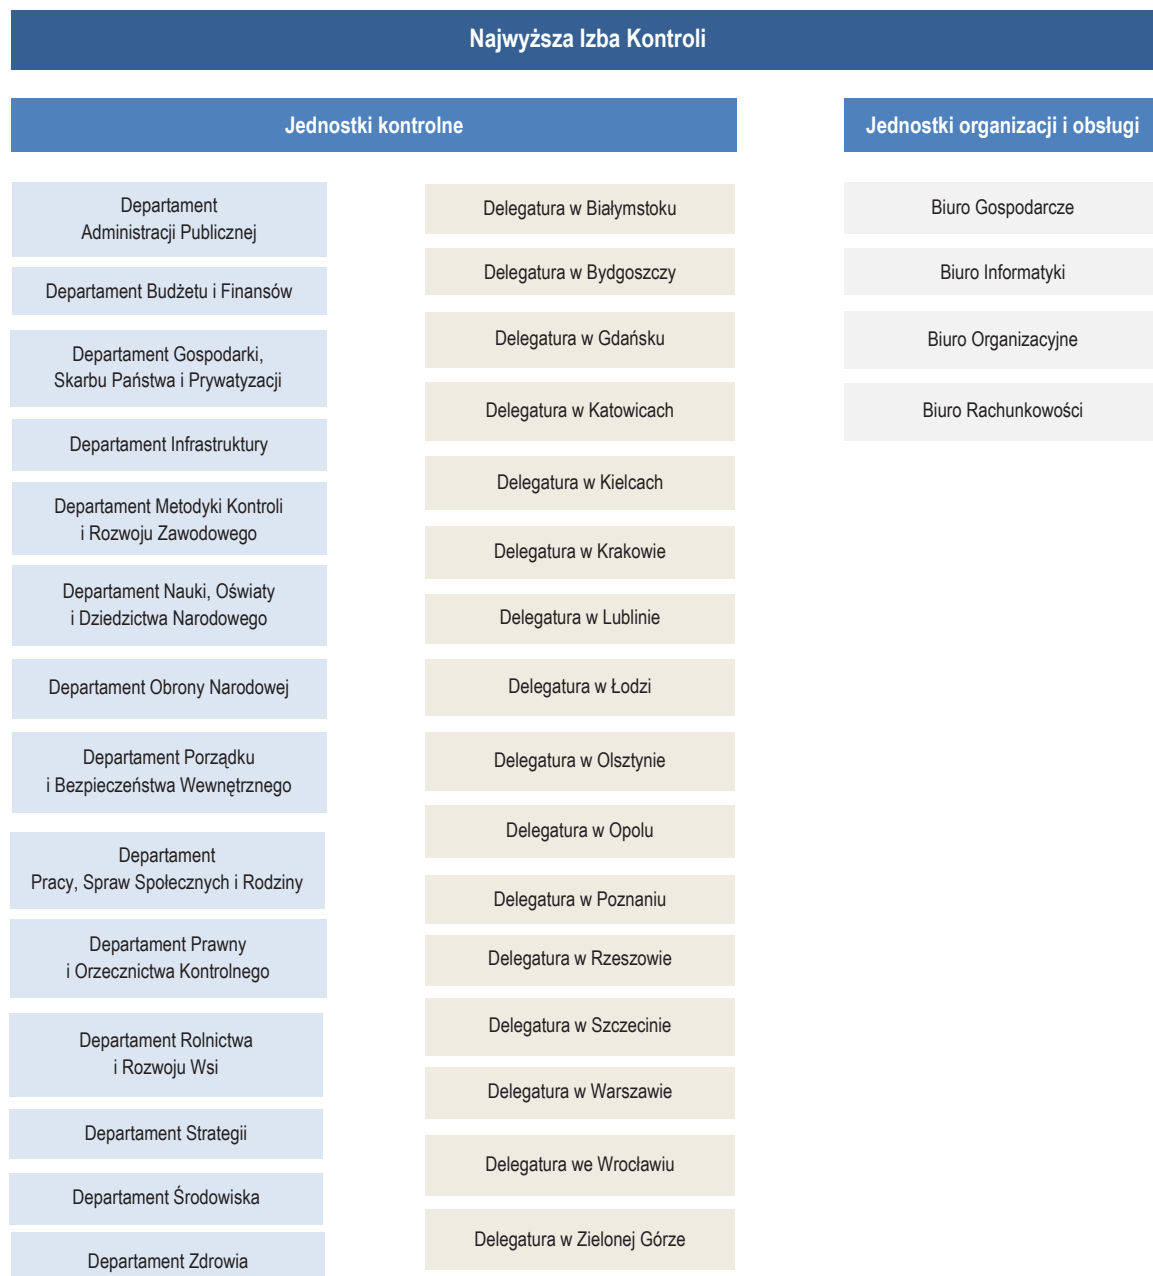 Najwyższa Izba Kontroli
Jednostki kontrolne
Jednostki organizacji i obsługi
Departament
Administracji Publicznej
Departament Budżetu i Finansów
Departament Gospodarki,
Skarbu Państwa i Prywatyzacji
Departament Infrastruktury
Departament Metodyki Kontroli
i Rozwoju Zawodowego
Departament Nauki, Oświaty
i Dziedzictwa Narodowego
Departament Obrony Narodowej
Departament Porządku
i Bezpieczeństwa Wewnętrznego
Departament
Pracy, Spraw Społecznych i Rodziny
Departament Prawny
i Orzecznictwa Kontrolnego
Departament Rolnictwa
i Rozwoju Wsi
Departament Strategii
Departament Środowiska
Departament Zdrowia
Delegatura w Białymstoku
Delegatura w Bydgoszczy
Delegatura w Gdańsku
Delegatura w Katowicach
Delegatura w Kielcach
Delegatura w Krakowie
Delegatura w Lublinie
Delegatura w Łodzi
Delegatura w Olsztynie
Delegatura w Opolu
Delegatura w Poznaniu
Delegatura w Rzeszowie
Delegatura w Szczecinie
Delegatura w Warszawie
Delegatura we Wrocławiu
Delegatura w Zielonej Górze
Biuro Gospodarcze
Biuro Informatyki
Biuro Organizacyjne
Biuro Rachunkowości